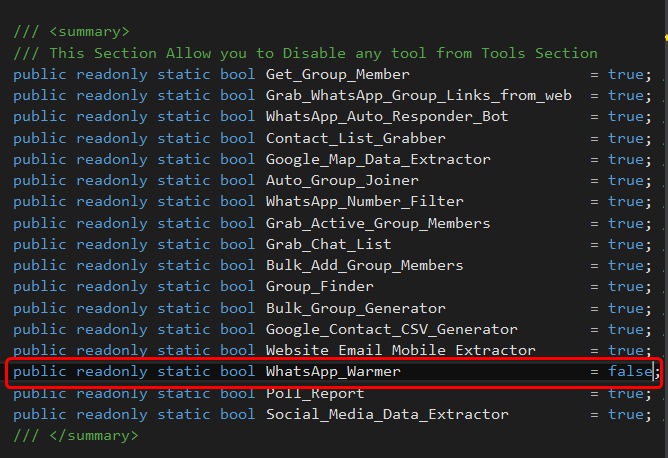 /// <summary>
/// This Section Allow you to Disable any tool from Tools Section
public readonly static bool Get_Group_Member = true;
public readonly static bool Grab_WhatsApp_Group_Links_from_web = true;
public readonly static bool WhatsApp_Auto_Responder_Bot = true;
public readonly static bool Contact_List_Grabber = true;
public readonly static bool Google_Map_Data_Extractor = true;
public readonly static bool Auto_Group_Joiner = true;
public readonly static bool WhatsApp_Number_Filter = true;
public readonly static bool Grab_Active_Group_Members = true;
public readonly static bool Grab_Chat_List = true;
public readonly static bool Bulk_Add_Group_Members = true;
public readonly static bool Group_Finder = true;
public readonly static bool Bulk_Group_Generator = true;
public readonly static bool Google_Contact_CSV_Generator = true;
public readonly static bool Website_Email_Mobile_Extractor = true;
public readonly static bool WhatsApp_Warmer = false;
public readonly static bool Poll_Report = true;
public readonly static bool Social_Media_Data_Extractor = true;
/// </summary>